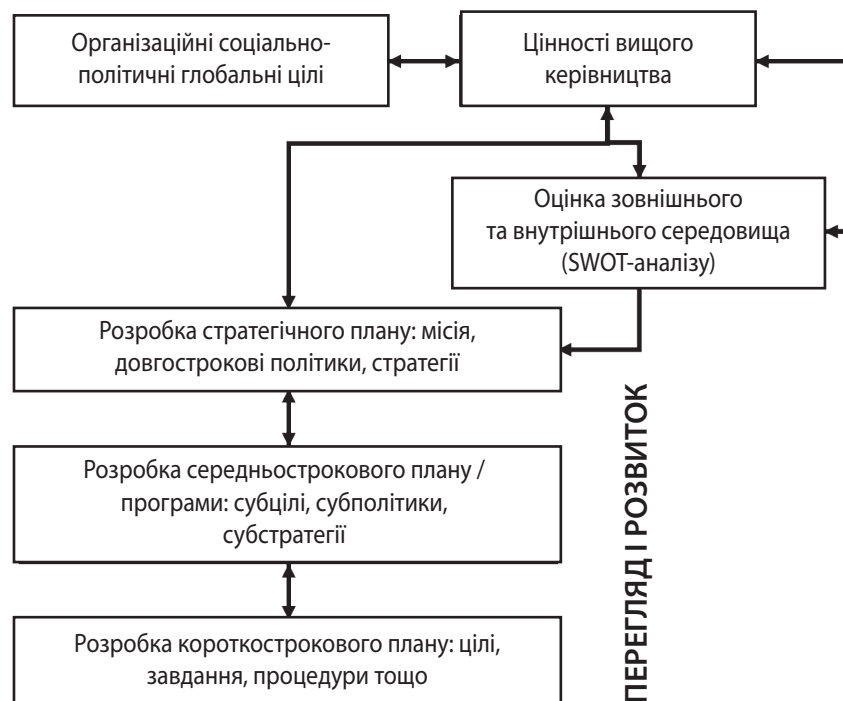 Організаційні соціально-
політичні глобальні цілі
Цінності вищого
керівництва
Оцінка зовнішнього
та внутрішнього середовища
(SWOT-аналізу)
Розробка стратегічного плану: місія,
довгострокові політики, стратегії
Розробка середньострокового плану /
програми: субцілі, субполітики,
субстратегії
Розробка короткострокового плану: цілі,
завдання, процедури тощо
ПЕРЕГЛЯД І РОЗВИТОК